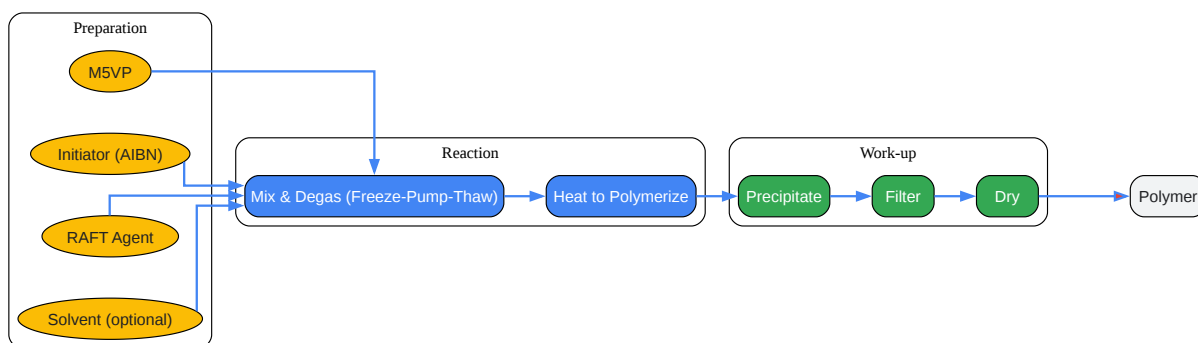 Preparation
M5VP
Initiator (AIBN)
RAFT Agent
Solvent (optional)
Reaction
Mix & Degas (Freeze-Pump-Thaw)
Heat to Polymerize
Work-up
Precipitate
Filter
Dry
Polymer